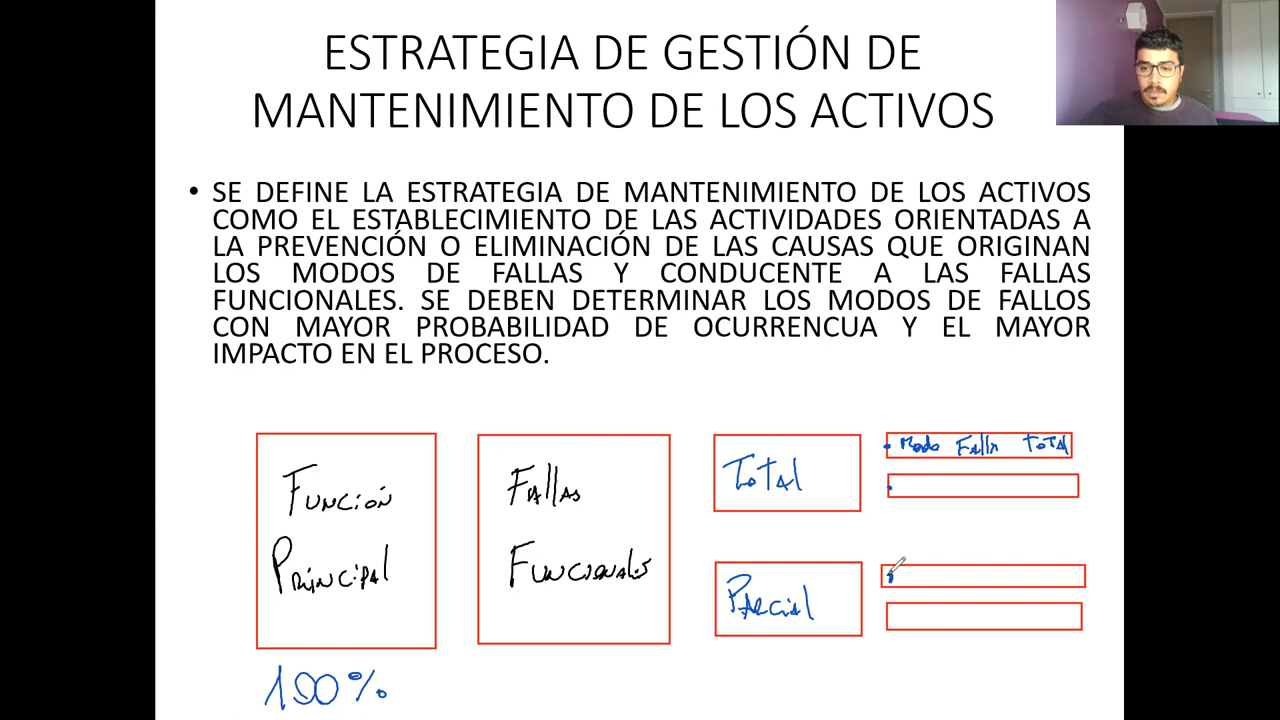 ESTRATEGIA DE GESTIÓN DE
MANTENIMIENTO DE LOS ACTIVOS
• SE DEFINE LA ESTRATEGIA DE MANTENIMIENTO DE LOS ACTIVOS
COMO EL ESTABLECIMIENTO DE LAS ACTIVIDADES ORIENTADAS A
LA PREVENCIÓN O ELIMINACIÓN DE LAS CAUSAS QUE ORIGINAN
LOS MODOS DE FALLAS Y CONDUCENTE A LAS FALLAS
FUNCIONALES. SE DEBEN DETERMINAR LOS MODOS DE FALLOS
CON MAYOR PROBABILIDAD DE OCURRENCUA Y EL MAYOR
IMPACTO EN EL PROCESO.
Función
Principal
100%
Fallas
Funcionales
Total
• Modo Falla Total
Parcial